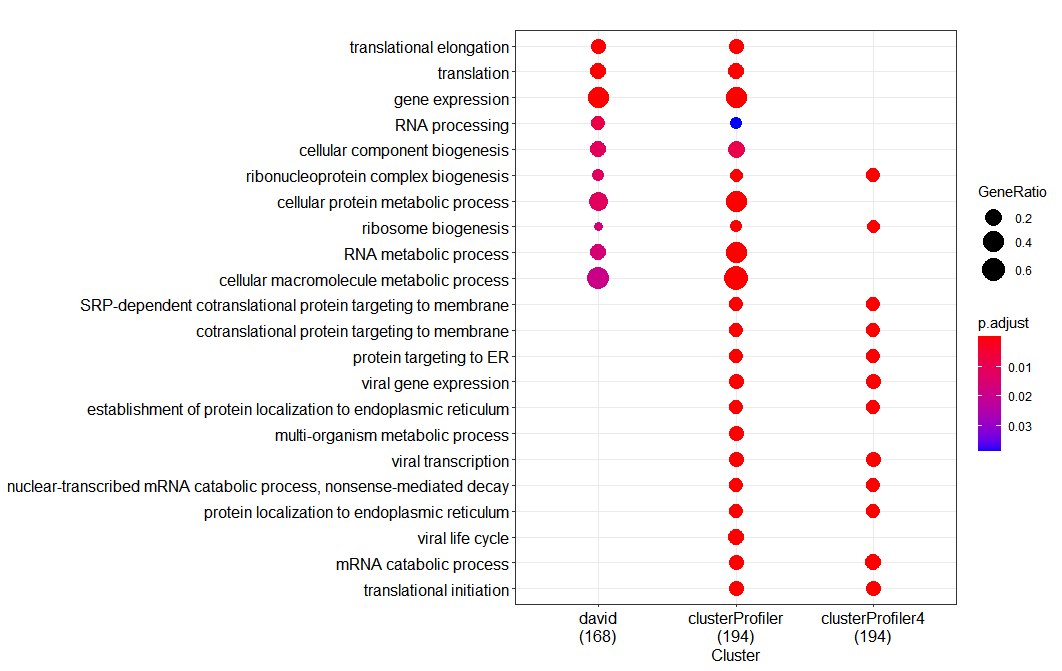 translational elongation
translation
gene expression
RNA processing
cellular component biogenesis
ribonucleoprotein complex biogenesis
cellular protein metabolic process
ribosome biogenesis
RNA metabolic process
cellular macromolecule metabolic process
SRP-dependent cotranslational protein targeting to membrane
cotranslational protein targeting to membrane
protein targeting to ER
viral gene expression
establishment of protein localization to endoplasmic reticulum
multi-organism metabolic process
viral transcription
nuclear-transcribed mRNA catabolic process, nonsense-mediated decay
protein localization to endoplasmic reticulum
viral life cycle
mRNA catabolic process
translational initiation
david
(168)
clusterProfiler
(194)
clusterProfiler4
(194)
Cluster
GeneRatio
0.2
0.4
0.6
p.adjust
0.01
0.02
0.03